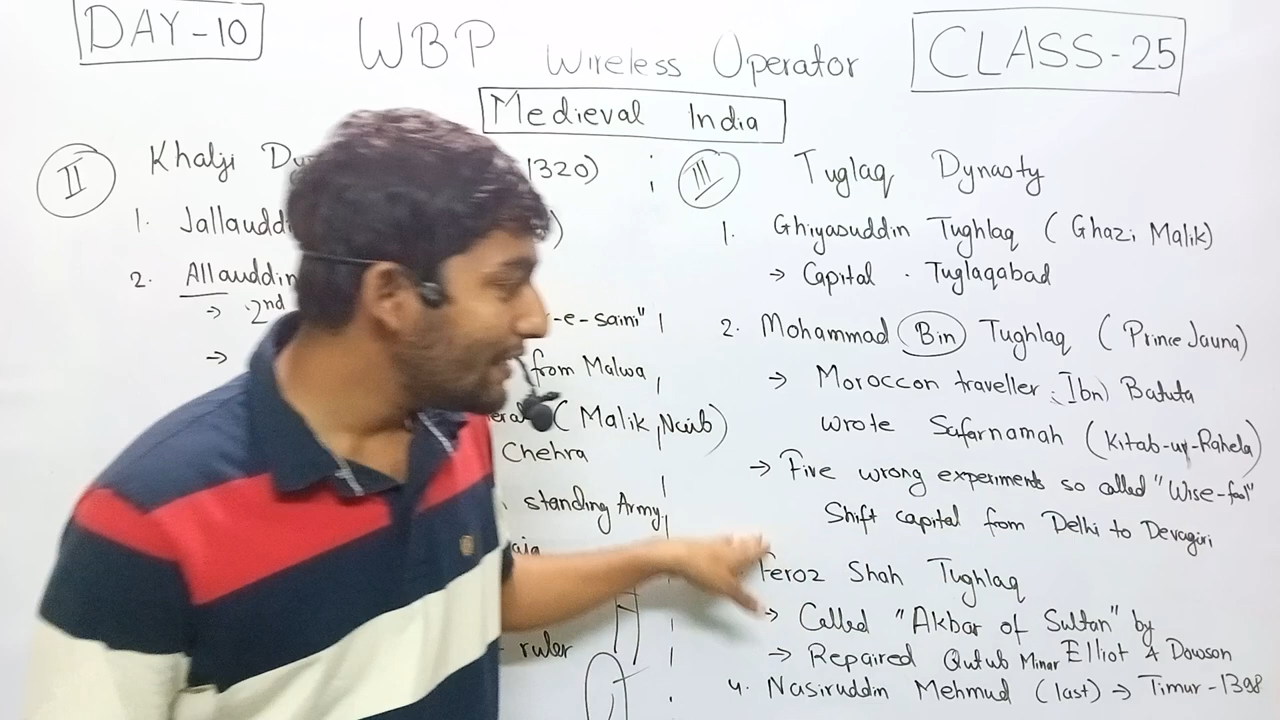 DAY-10
WBP Wireless Operator
CLASS-25
Medieval India
II Khalji Dy 1320)
1. Jallauddi )
2. Allauddin
→ 2nd -e-saini"
→ from Malwa
eral (Malik Naib)
Chehra
standing Army
ruler
III Tuglaq Dynasty
1. Ghiyasuddin Tughlaq (Ghazi Malik)
→ Capital - Tuglaqabad
2. Mohammad Bin Tughlaq (Prince Jauna)
→ Moroccon traveller : Ibn Batuta
wrote Safarnamah (Kitab-up-Rahela)
→ Five wrong experiments so called "Wise-fool"
Shift capital from Delhi to Devagiri
Feroz Shah Tughlaq
→ Called "Akbar of Sultan" by
Elliot & Dowson
→ Repaired Qutub Minar
4. Nasiruddin Mehmud (last) → Timur - 1398